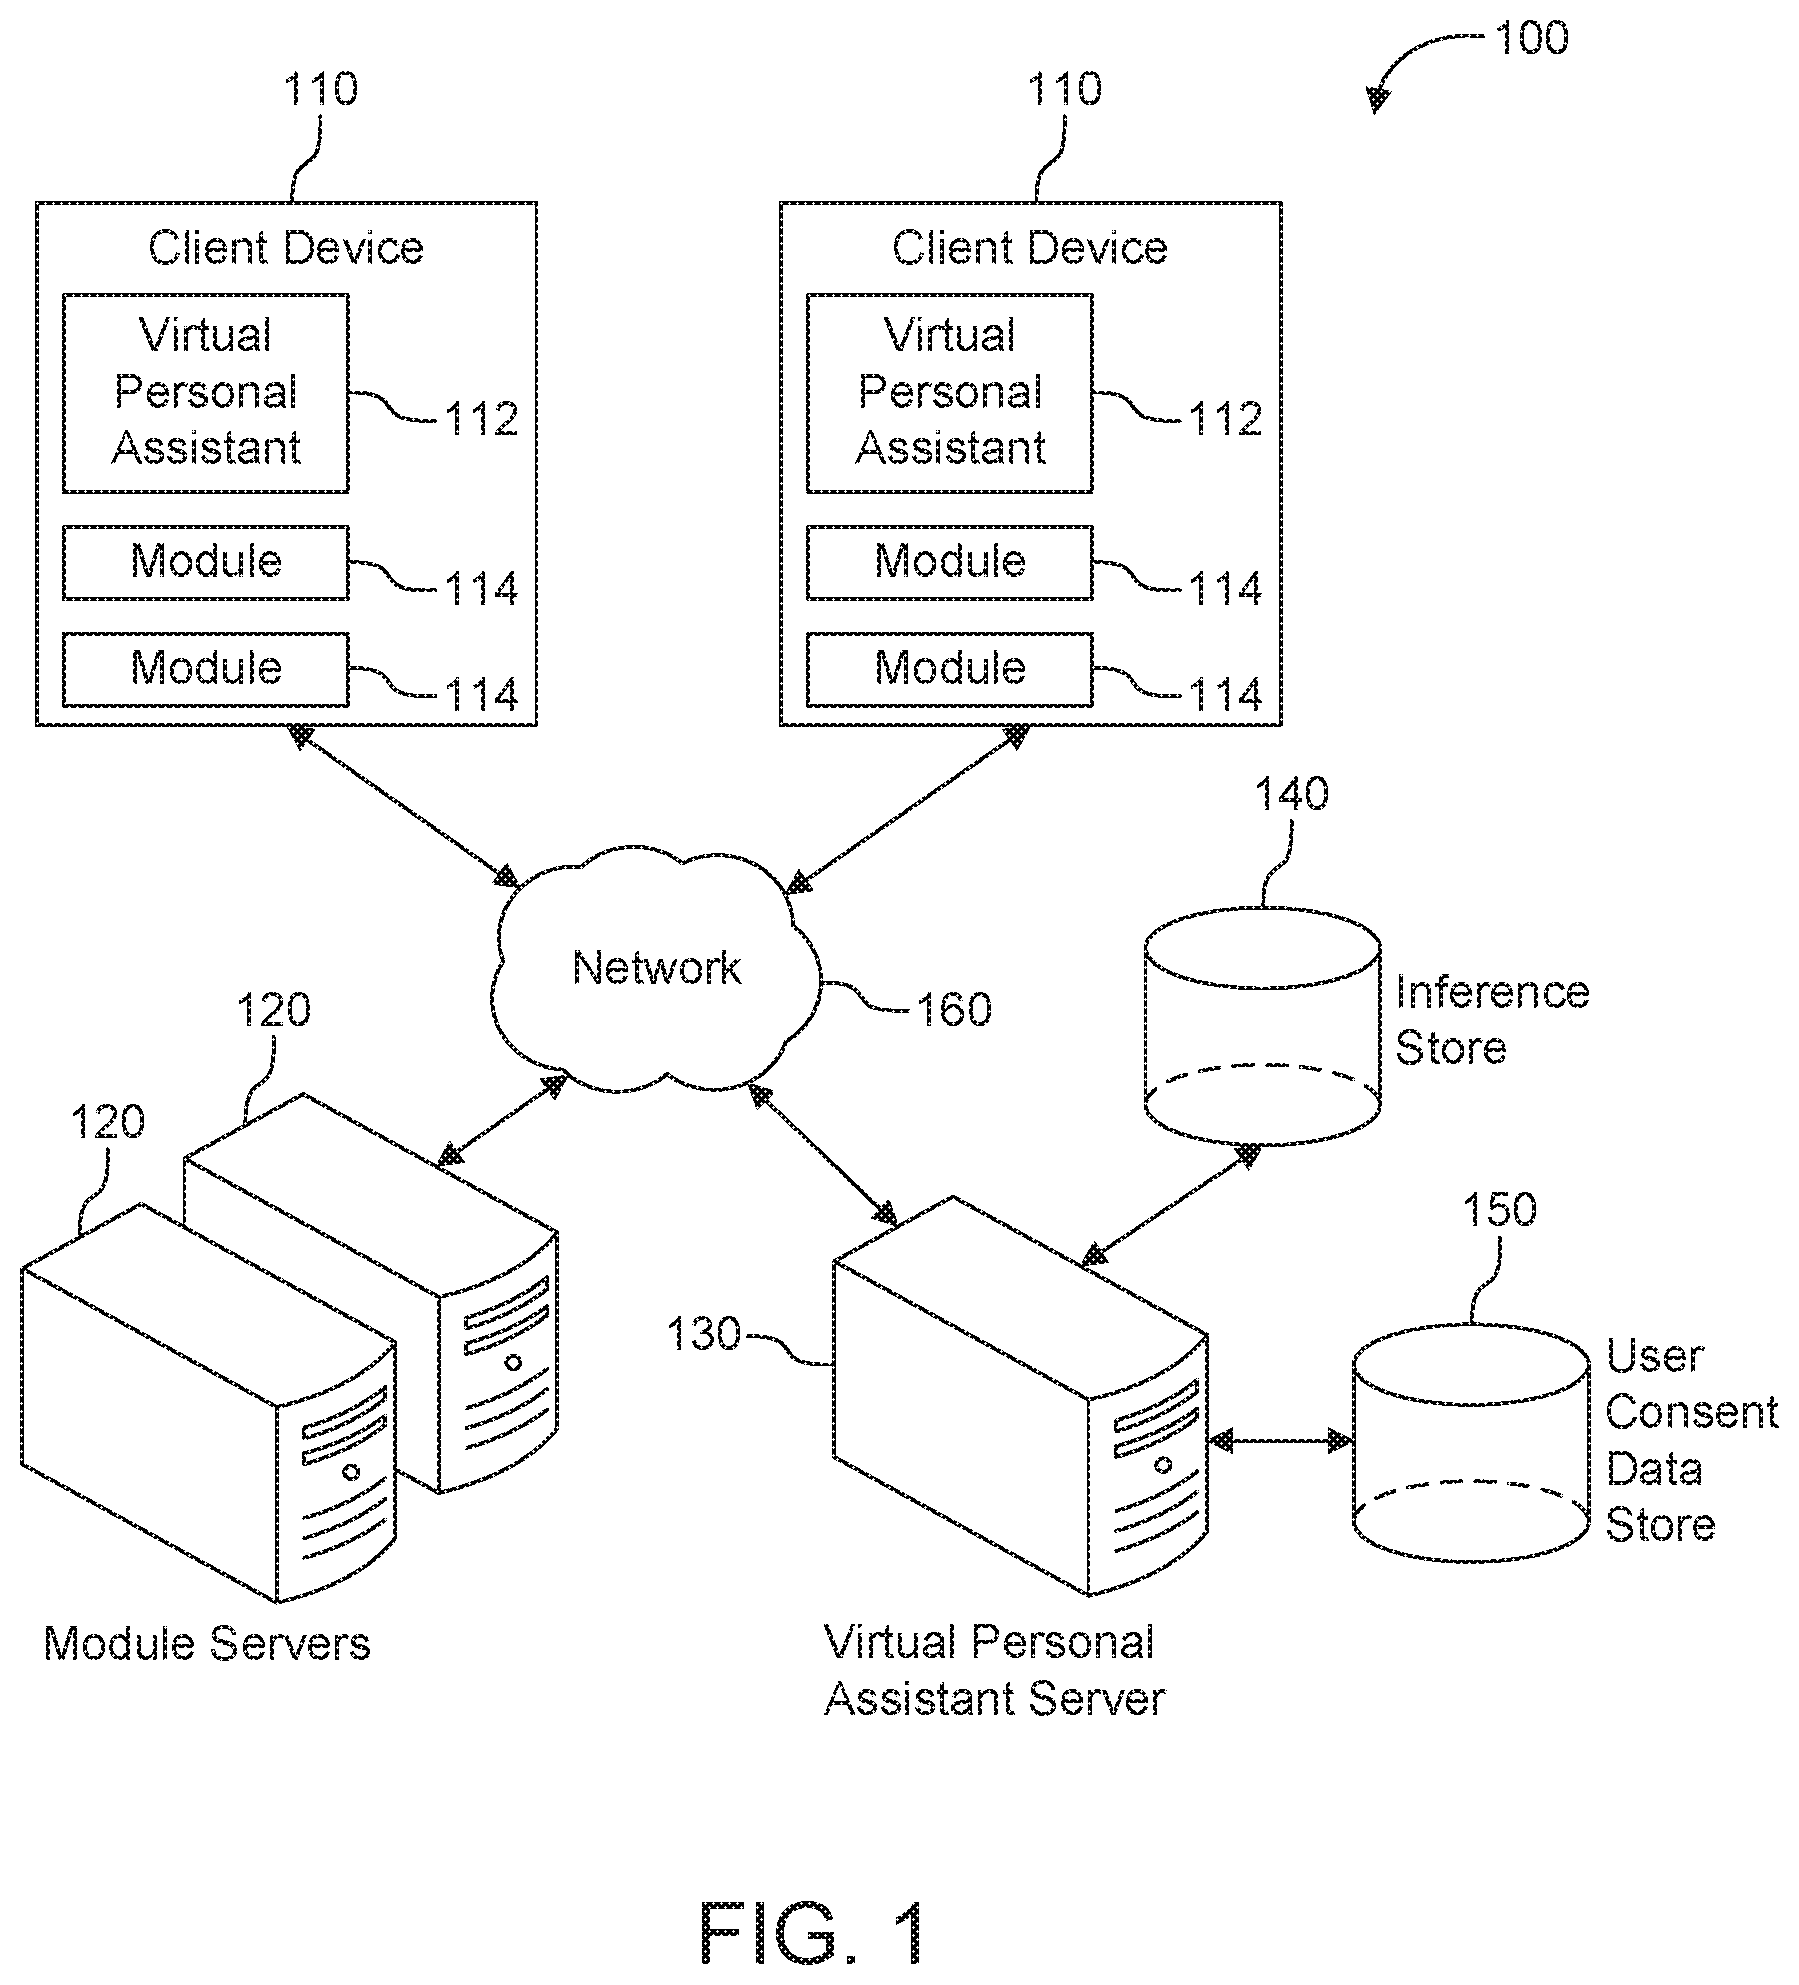 100
110
110
Client Device
Client Device
Virtual
Personal
Assistant
112
Virtual
Personal
Assistant
112
Module
114
Module
114
Module
114
Module
114
140
Network
160
Inference
Store
120
120
150
130
User
Consent
Data
Store
Module Servers
Virtual Personal
Assistant Server
FIG. 1